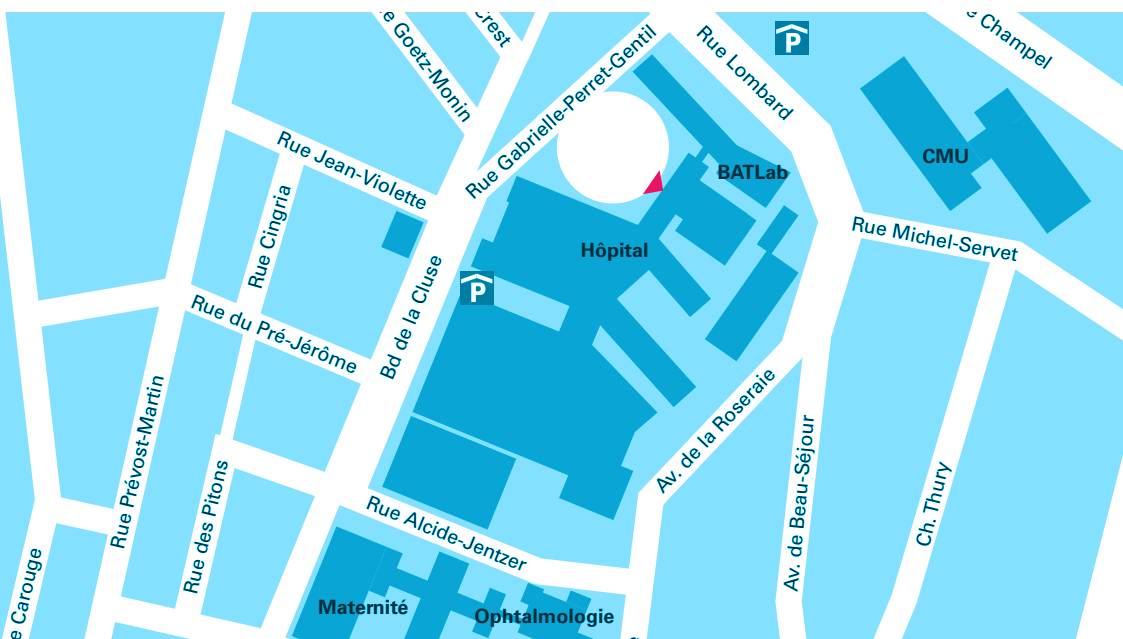 e Goetz-Monin
Crest
Rue Gabrielle-Perret-Gentil
Rue Lombard
P
e Champel
Rue Jean-Violette
BATLab
CMU
Rue Cingria
Hôpital
Rue Michel-Servet
P
Bd de la Cluse
Rue du Pré-Jérôme
Rue Prévost-Martin
Av. de la Roseraie
Av. de Beau-Séjour
Ch. Thury
Rue des Pitons
Rue Alcide-Jentzer
e Carouge
Maternité
Ophtalmologie